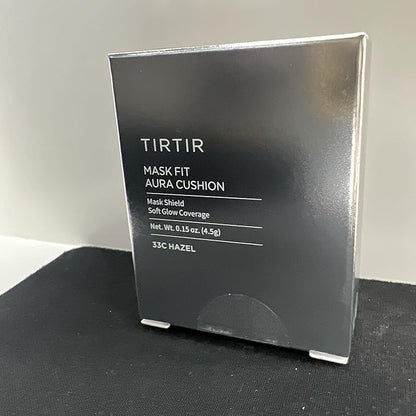 TIRTIR
MASK FIT
AURA CUSHION
Mask Shield
Soft Glow Coverage
Net. Wt. 0.15 oz. (4.5g)
33C HAZEL